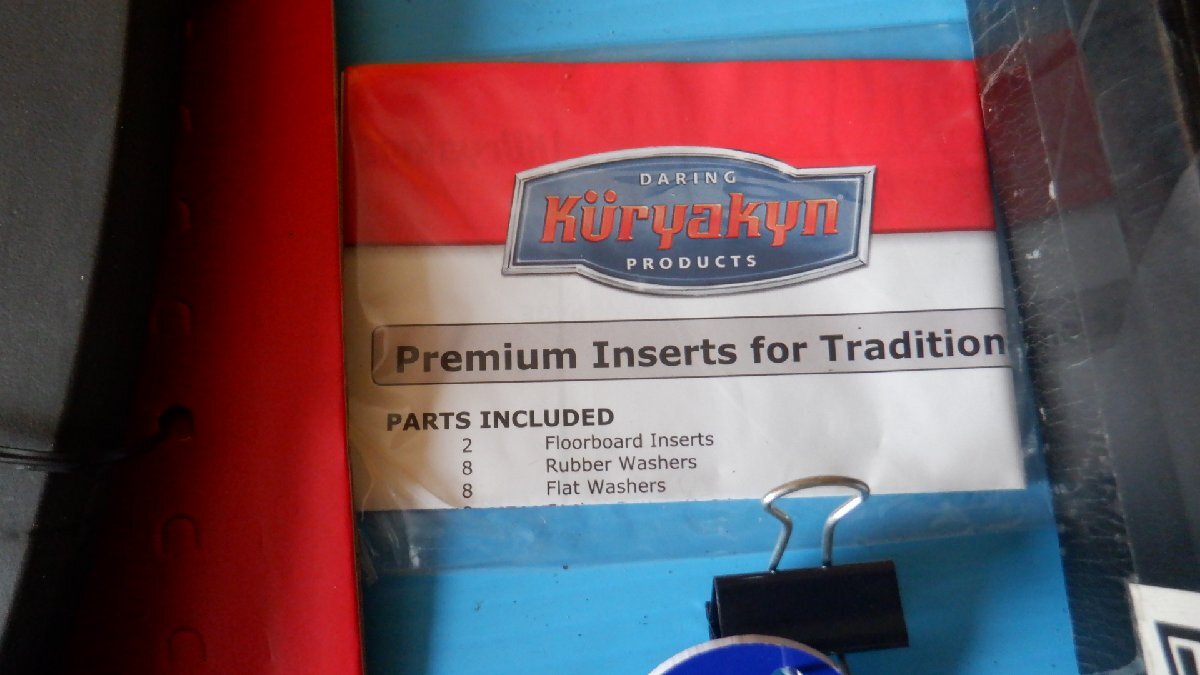 DARING
Küryakyn
PRODUCTS
Premium Inserts for Tradition
PARTS INCLUDED
2 Floorboard Inserts
8 Rubber Washers
8 Flat Washers